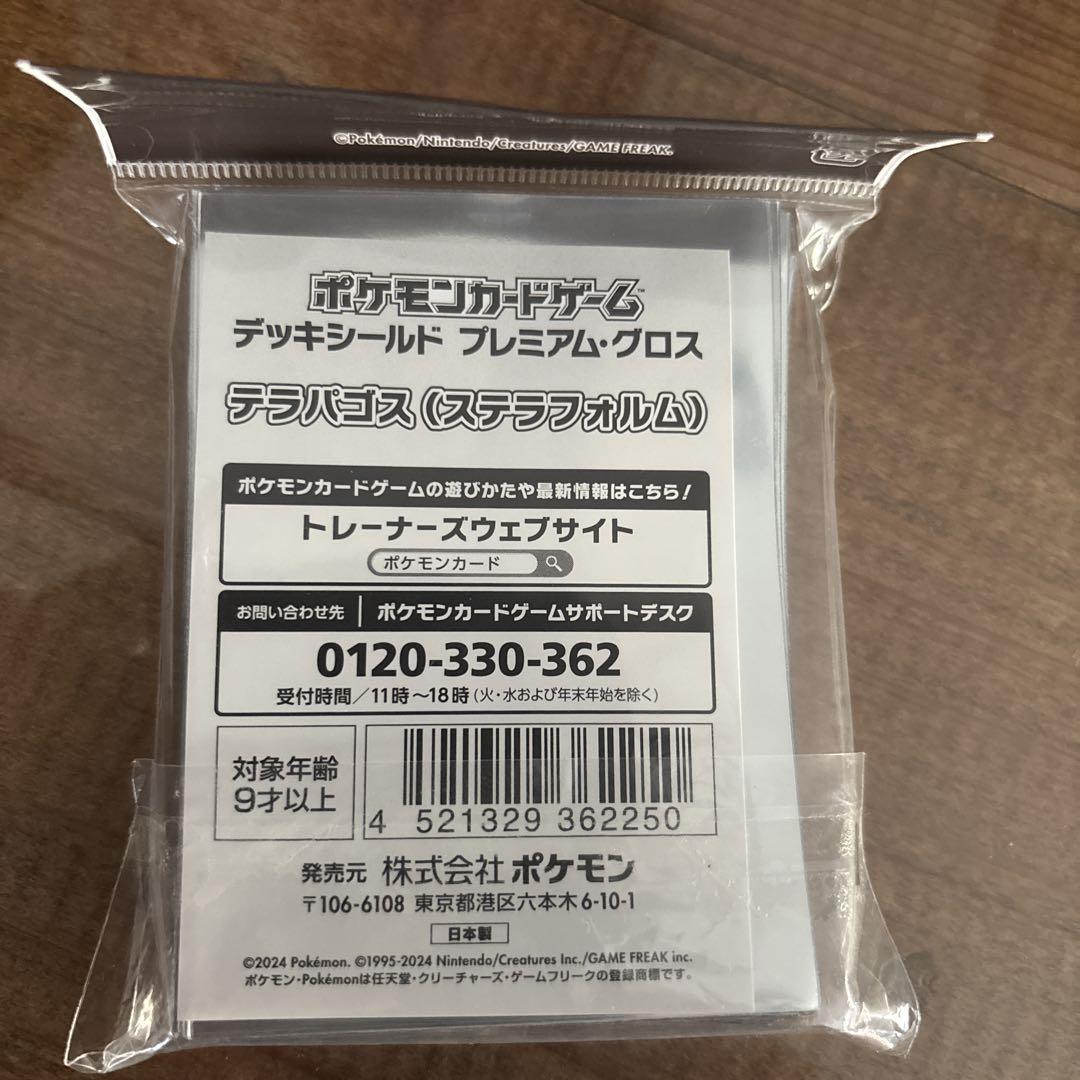 ©Pokémon/Nintendo/Creatures/GAME FREAK.
ポケモンカードゲーム™
デッキシールド プレミアム・グロス
テラパゴス(ステラフォルム)
ポケモンカードゲームの遊びかたや最新情報はこちら!
トレーナーズウェブサイト
ポケモンカード
お問い合わせ先 ポケモンカードゲームサポートデスク
0120-330-362
受付時間/11時~18時(火・水および年末年始を除く)
対象年齢
9才以上
4 521329 362250
発売元 株式会社 ポケモン
〒106-6108 東京都港区六本木6-10-1
日本製
©2024 Pokémon. ©1995-2024 Nintendo/Creatures Inc./GAME FREAK inc.
ポケモン・Pokémonは任天堂・クリーチャーズ・ゲームフリークの登録商標です。